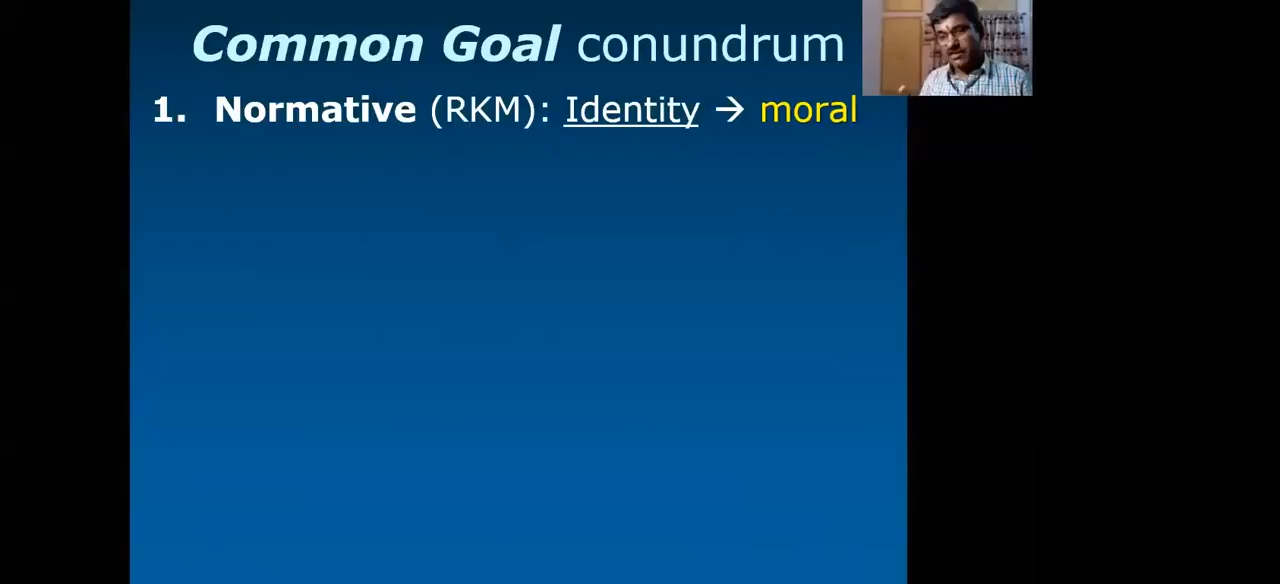 Common Goal conundrum
1. Normative (RKM): Identity → moral